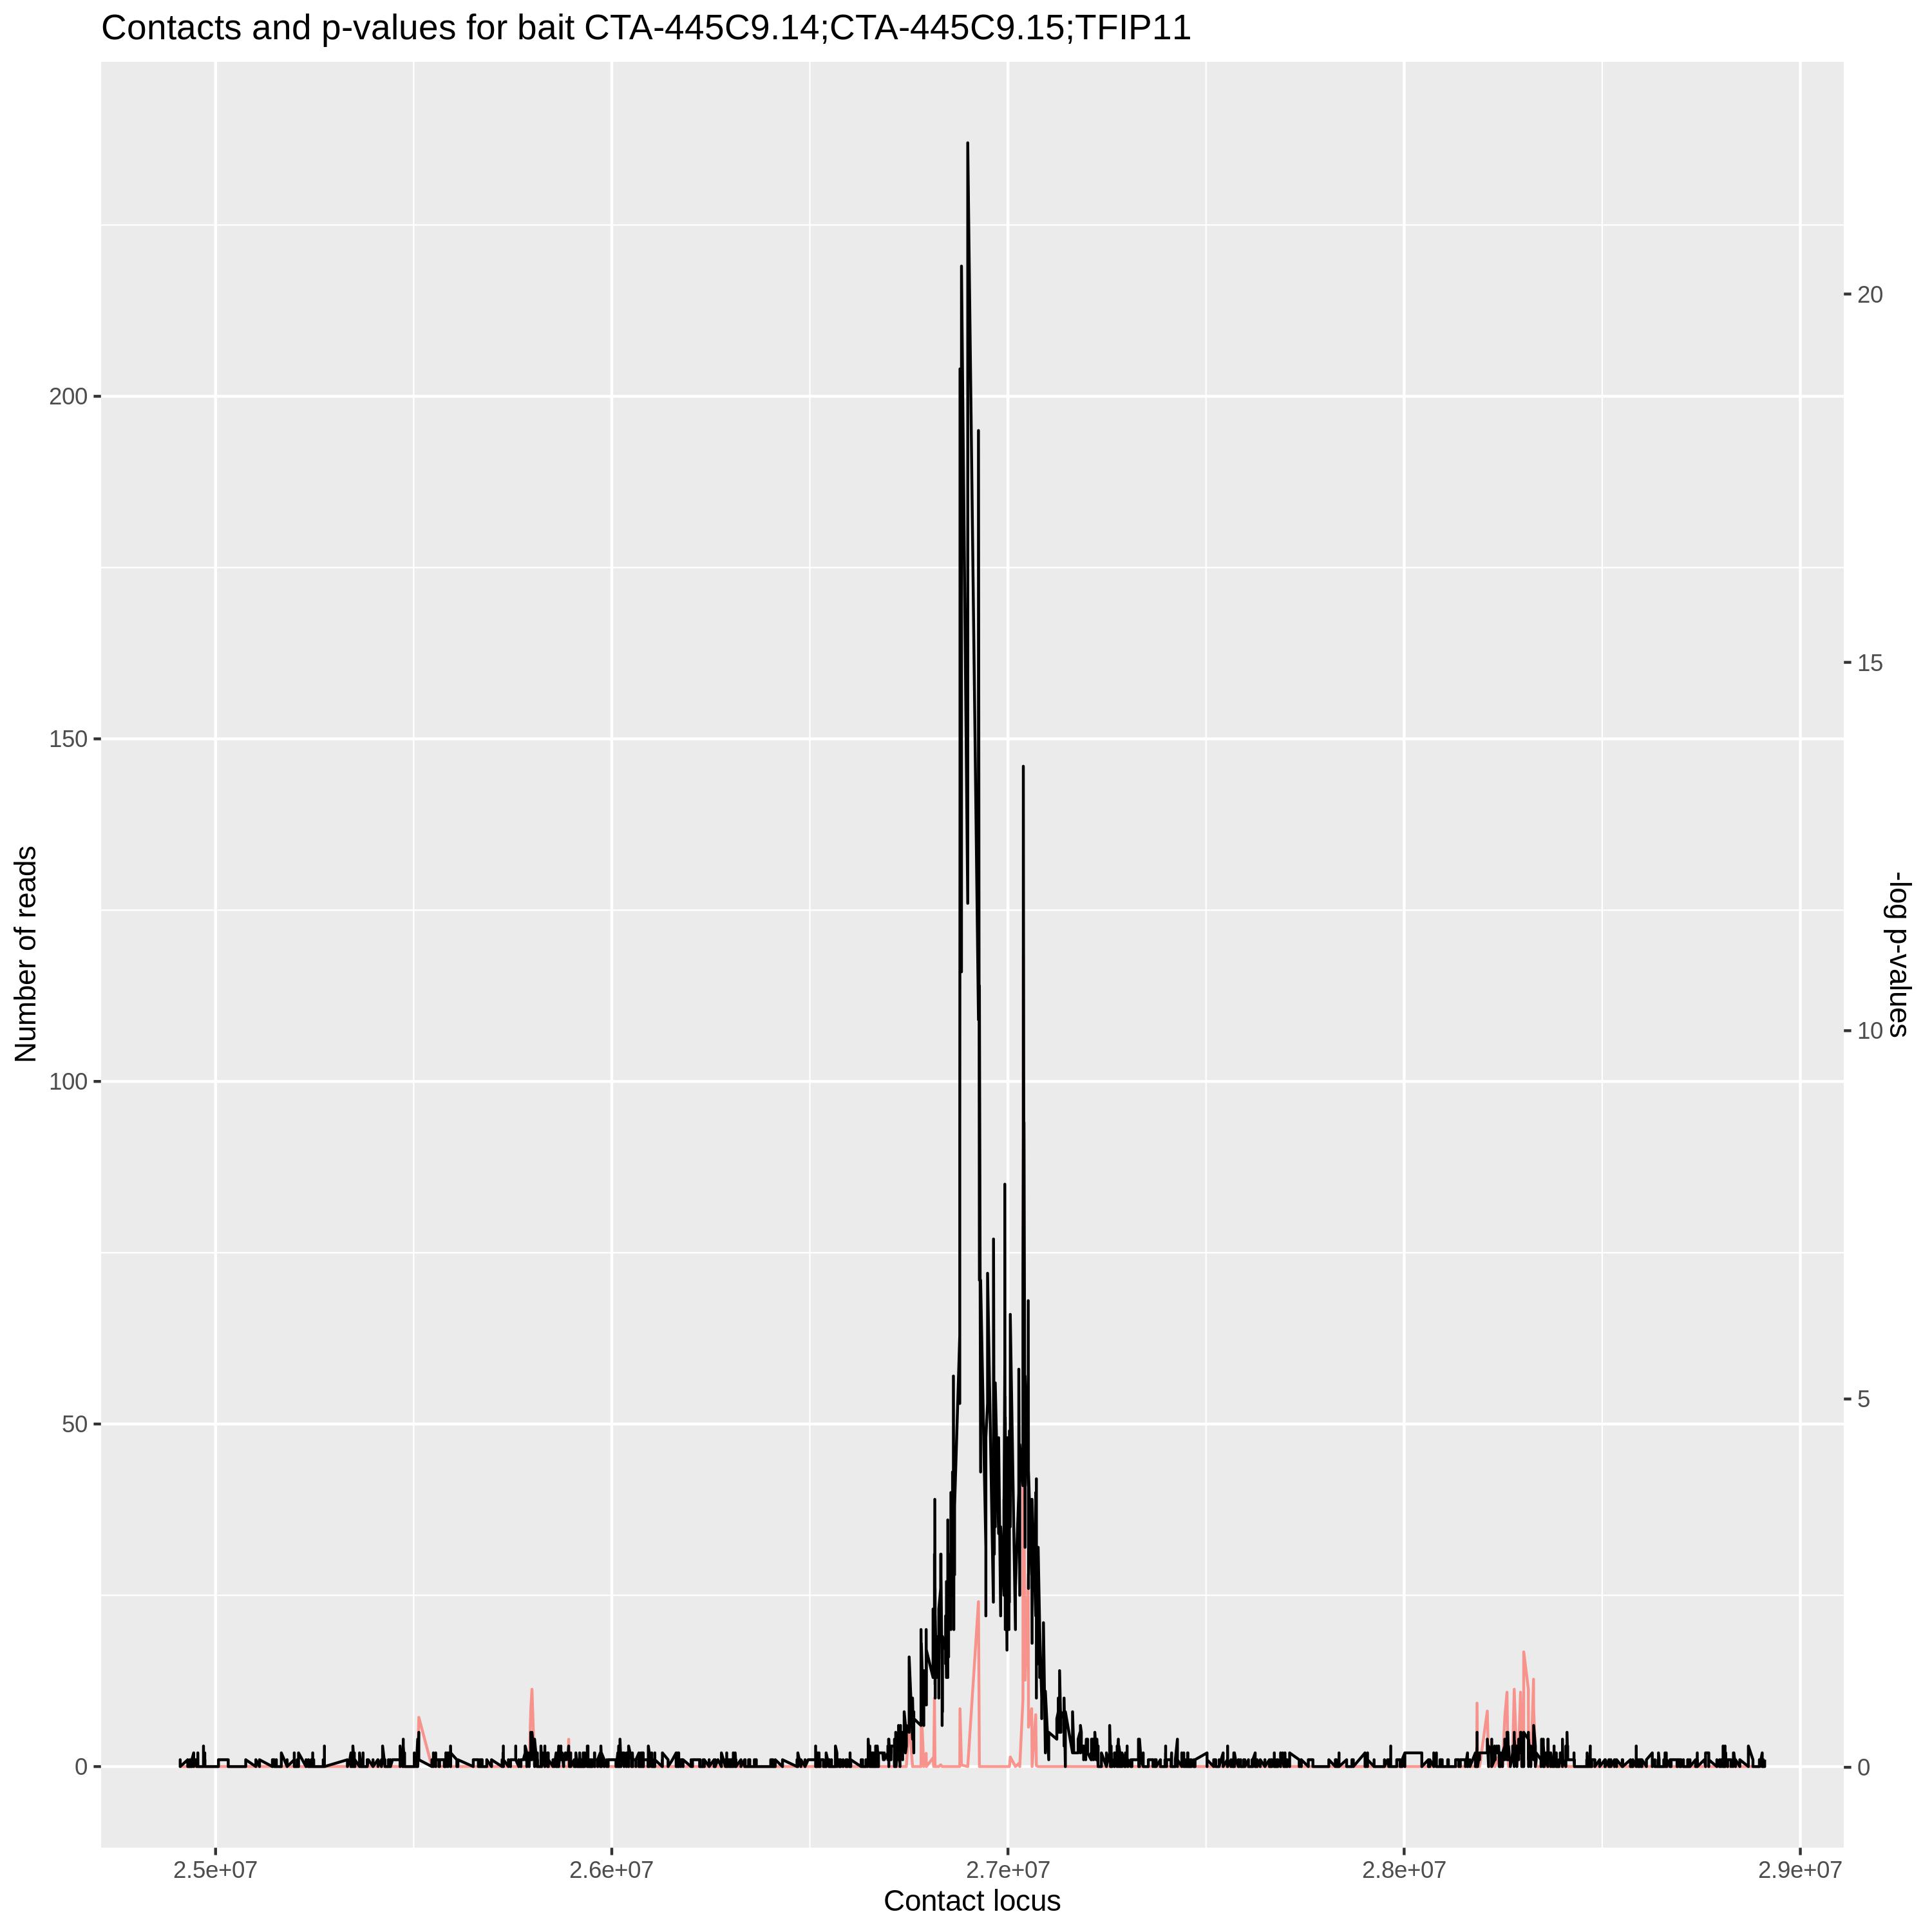 Contacts and p-values for bait CTA-445C9.14;CTA-445C9.15;TFIP11
Number of reads
200
150
100
50
0
20
15
10
5
0
-log p-values
2.5e+07
2.6e+07
2.7e+07
2.8e+07
2.9e+07
Contact locus